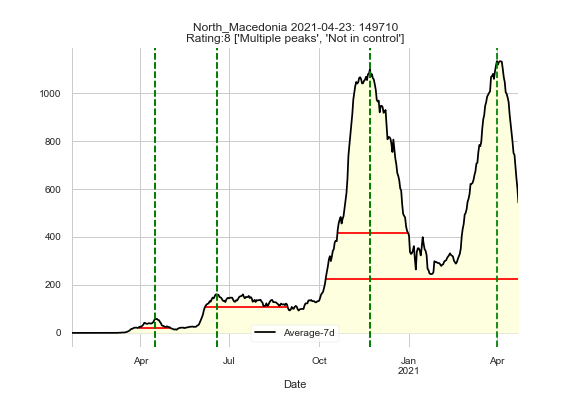 North_Macedonia 2021-04-23: 149710
Rating:8 ['Multiple peaks', 'Not in control']
1000
800
600
400
200
0
Average-7d
Apr
Jul
Oct
Jan
2021
Apr
Date